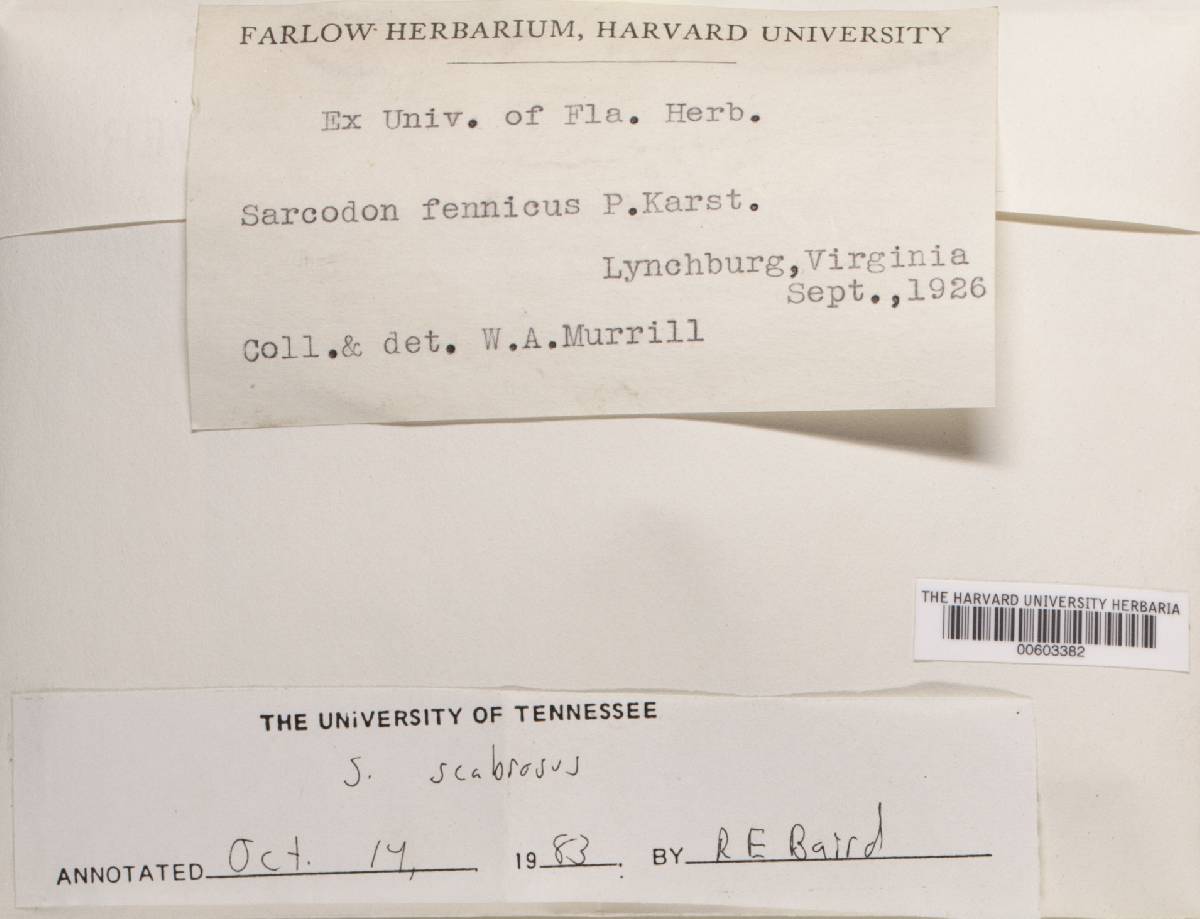 FARLOW HERBARIUM, HARVARD UNIVERSITY
Ex Univ. of Fla. Herb.
Sarcodon fennicus P.Karst.
Lynchburg,Virginia
Sept.,1926
Coll.& det. W.A.Murrill
THE HARVARD UNIVERSITY HERBARIA
00603382
THE UNiVERSITY OF TENNESSEE
S. scabrosus
ANNOTATED Oct. 14, 1983. BY R E Baird